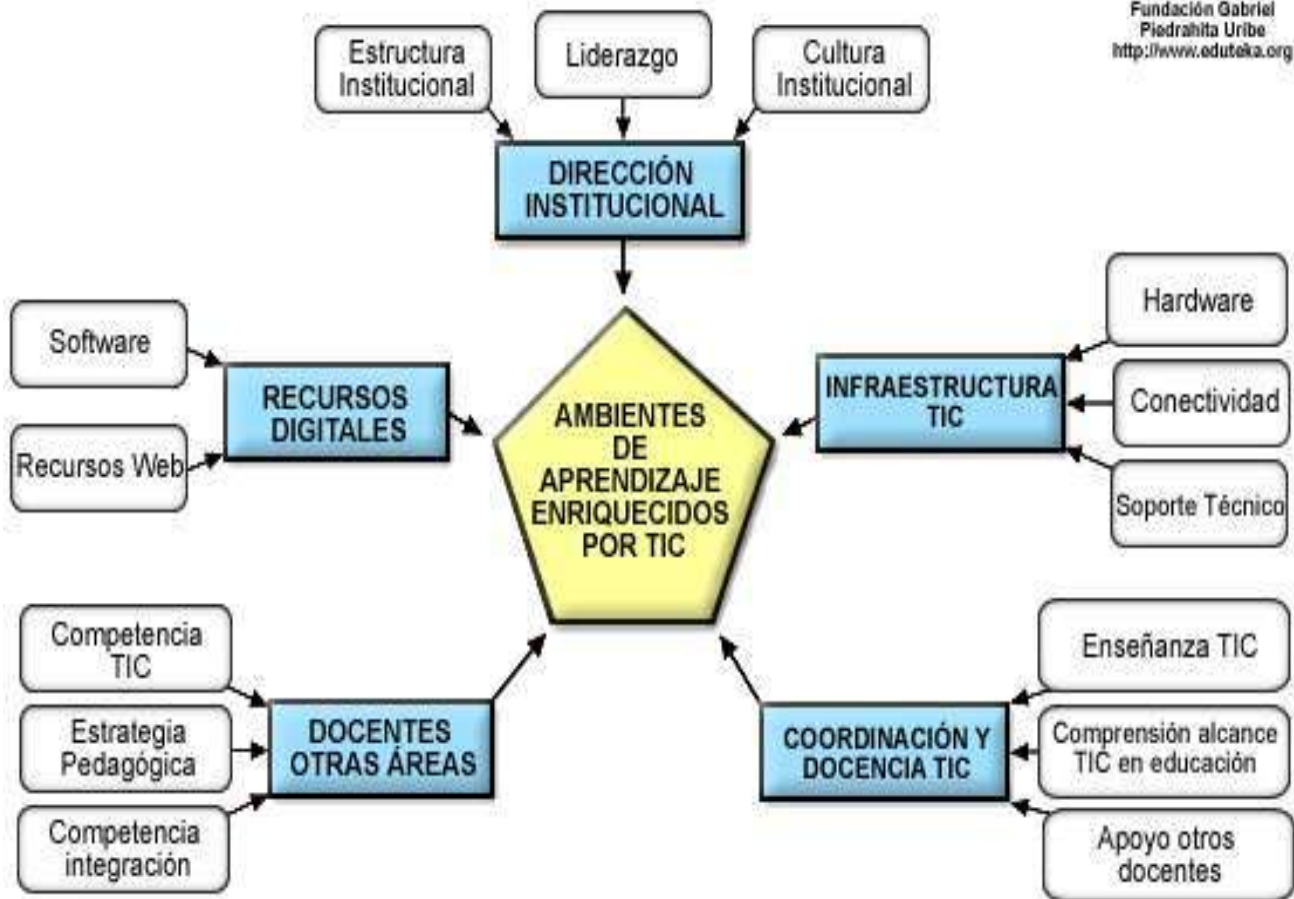 Fundación Gabriel
Piedrahita Uribe
http://www.eduteka.org
Estructura
Institucional
Liderazgo
Cultura
Institucional
DIRECCIÓN
INSTITUCIONAL
Software
Recursos Web
RECURSOS
DIGITALES
AMBIENTES
DE
APRENDIZAJE
ENRIQUECIDOS
POR TIC
INFRAESTRUCTURA
TIC
Hardware
Conectividad
Soporte Técnico
Competencia
TIC
Estrategia
Pedagógica
Competencia
integración
DOCENTES
OTRAS ÁREAS
COORDINACIÓN Y
DOCENCIA TIC
Enseñanza TIC
Comprensión alcance
TIC en educación
Apoyo otros
docentes